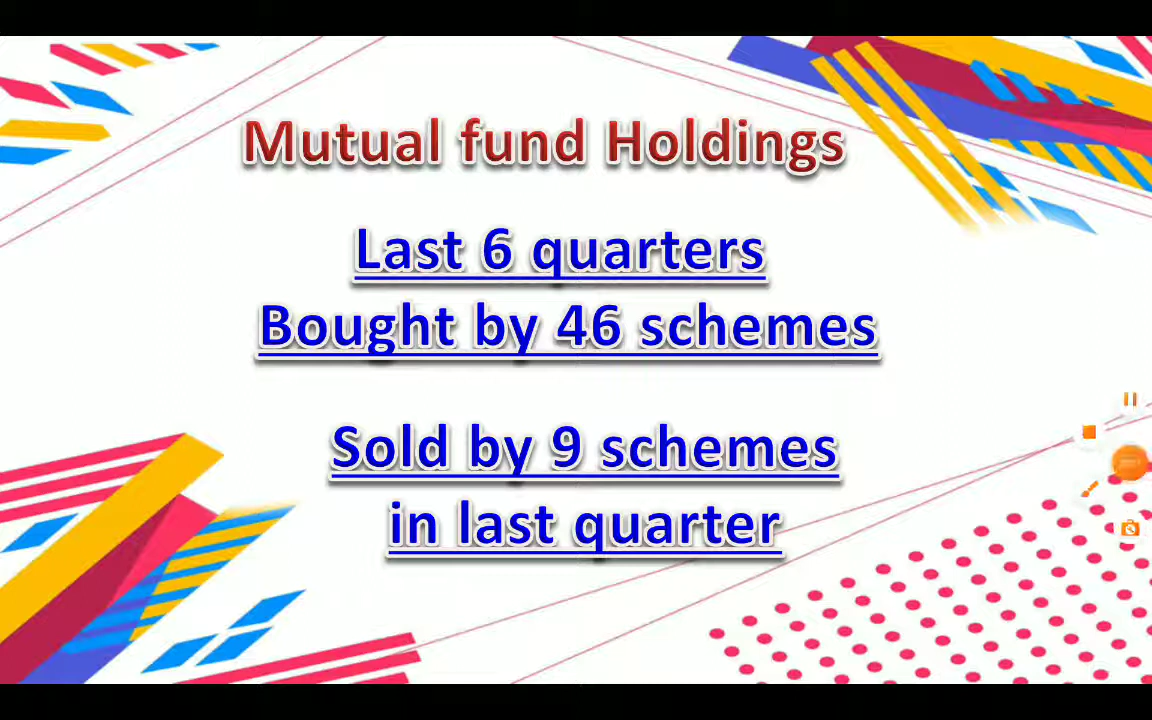 Mutual fund Holdings
Last 6 quarters
Bought by 46 schemes
Sold by 9 schemes
in last quarter